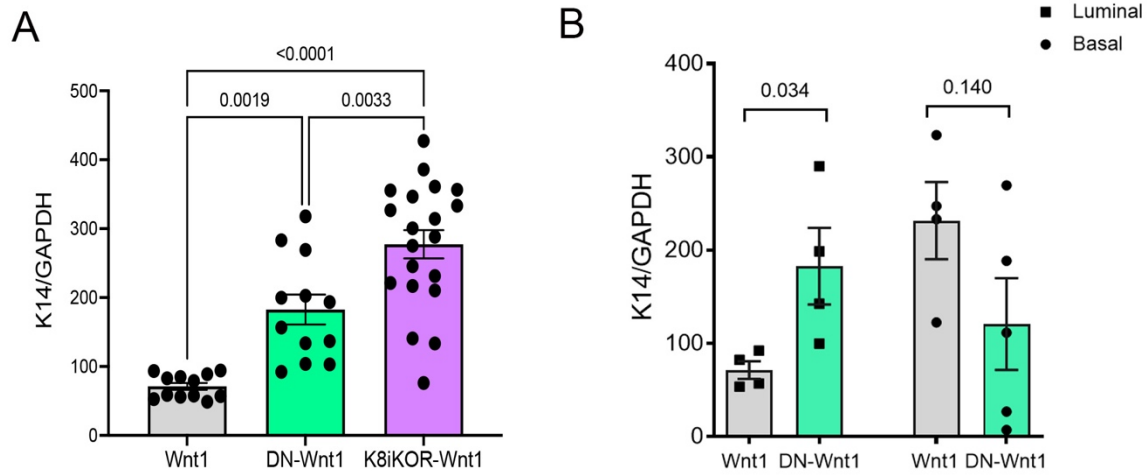 A
K14/GAPDH
500
400
300
200
100
0
<0.0001
0.0019
0.0033
Wnt1
DN-Wnt1
K8iKOR-Wnt1
B
Luminal
Basal
K14/GAPDH
400
300
200
100
0
0.034
0.140
Wnt1
DN-Wnt1
Wnt1
DN-Wnt1